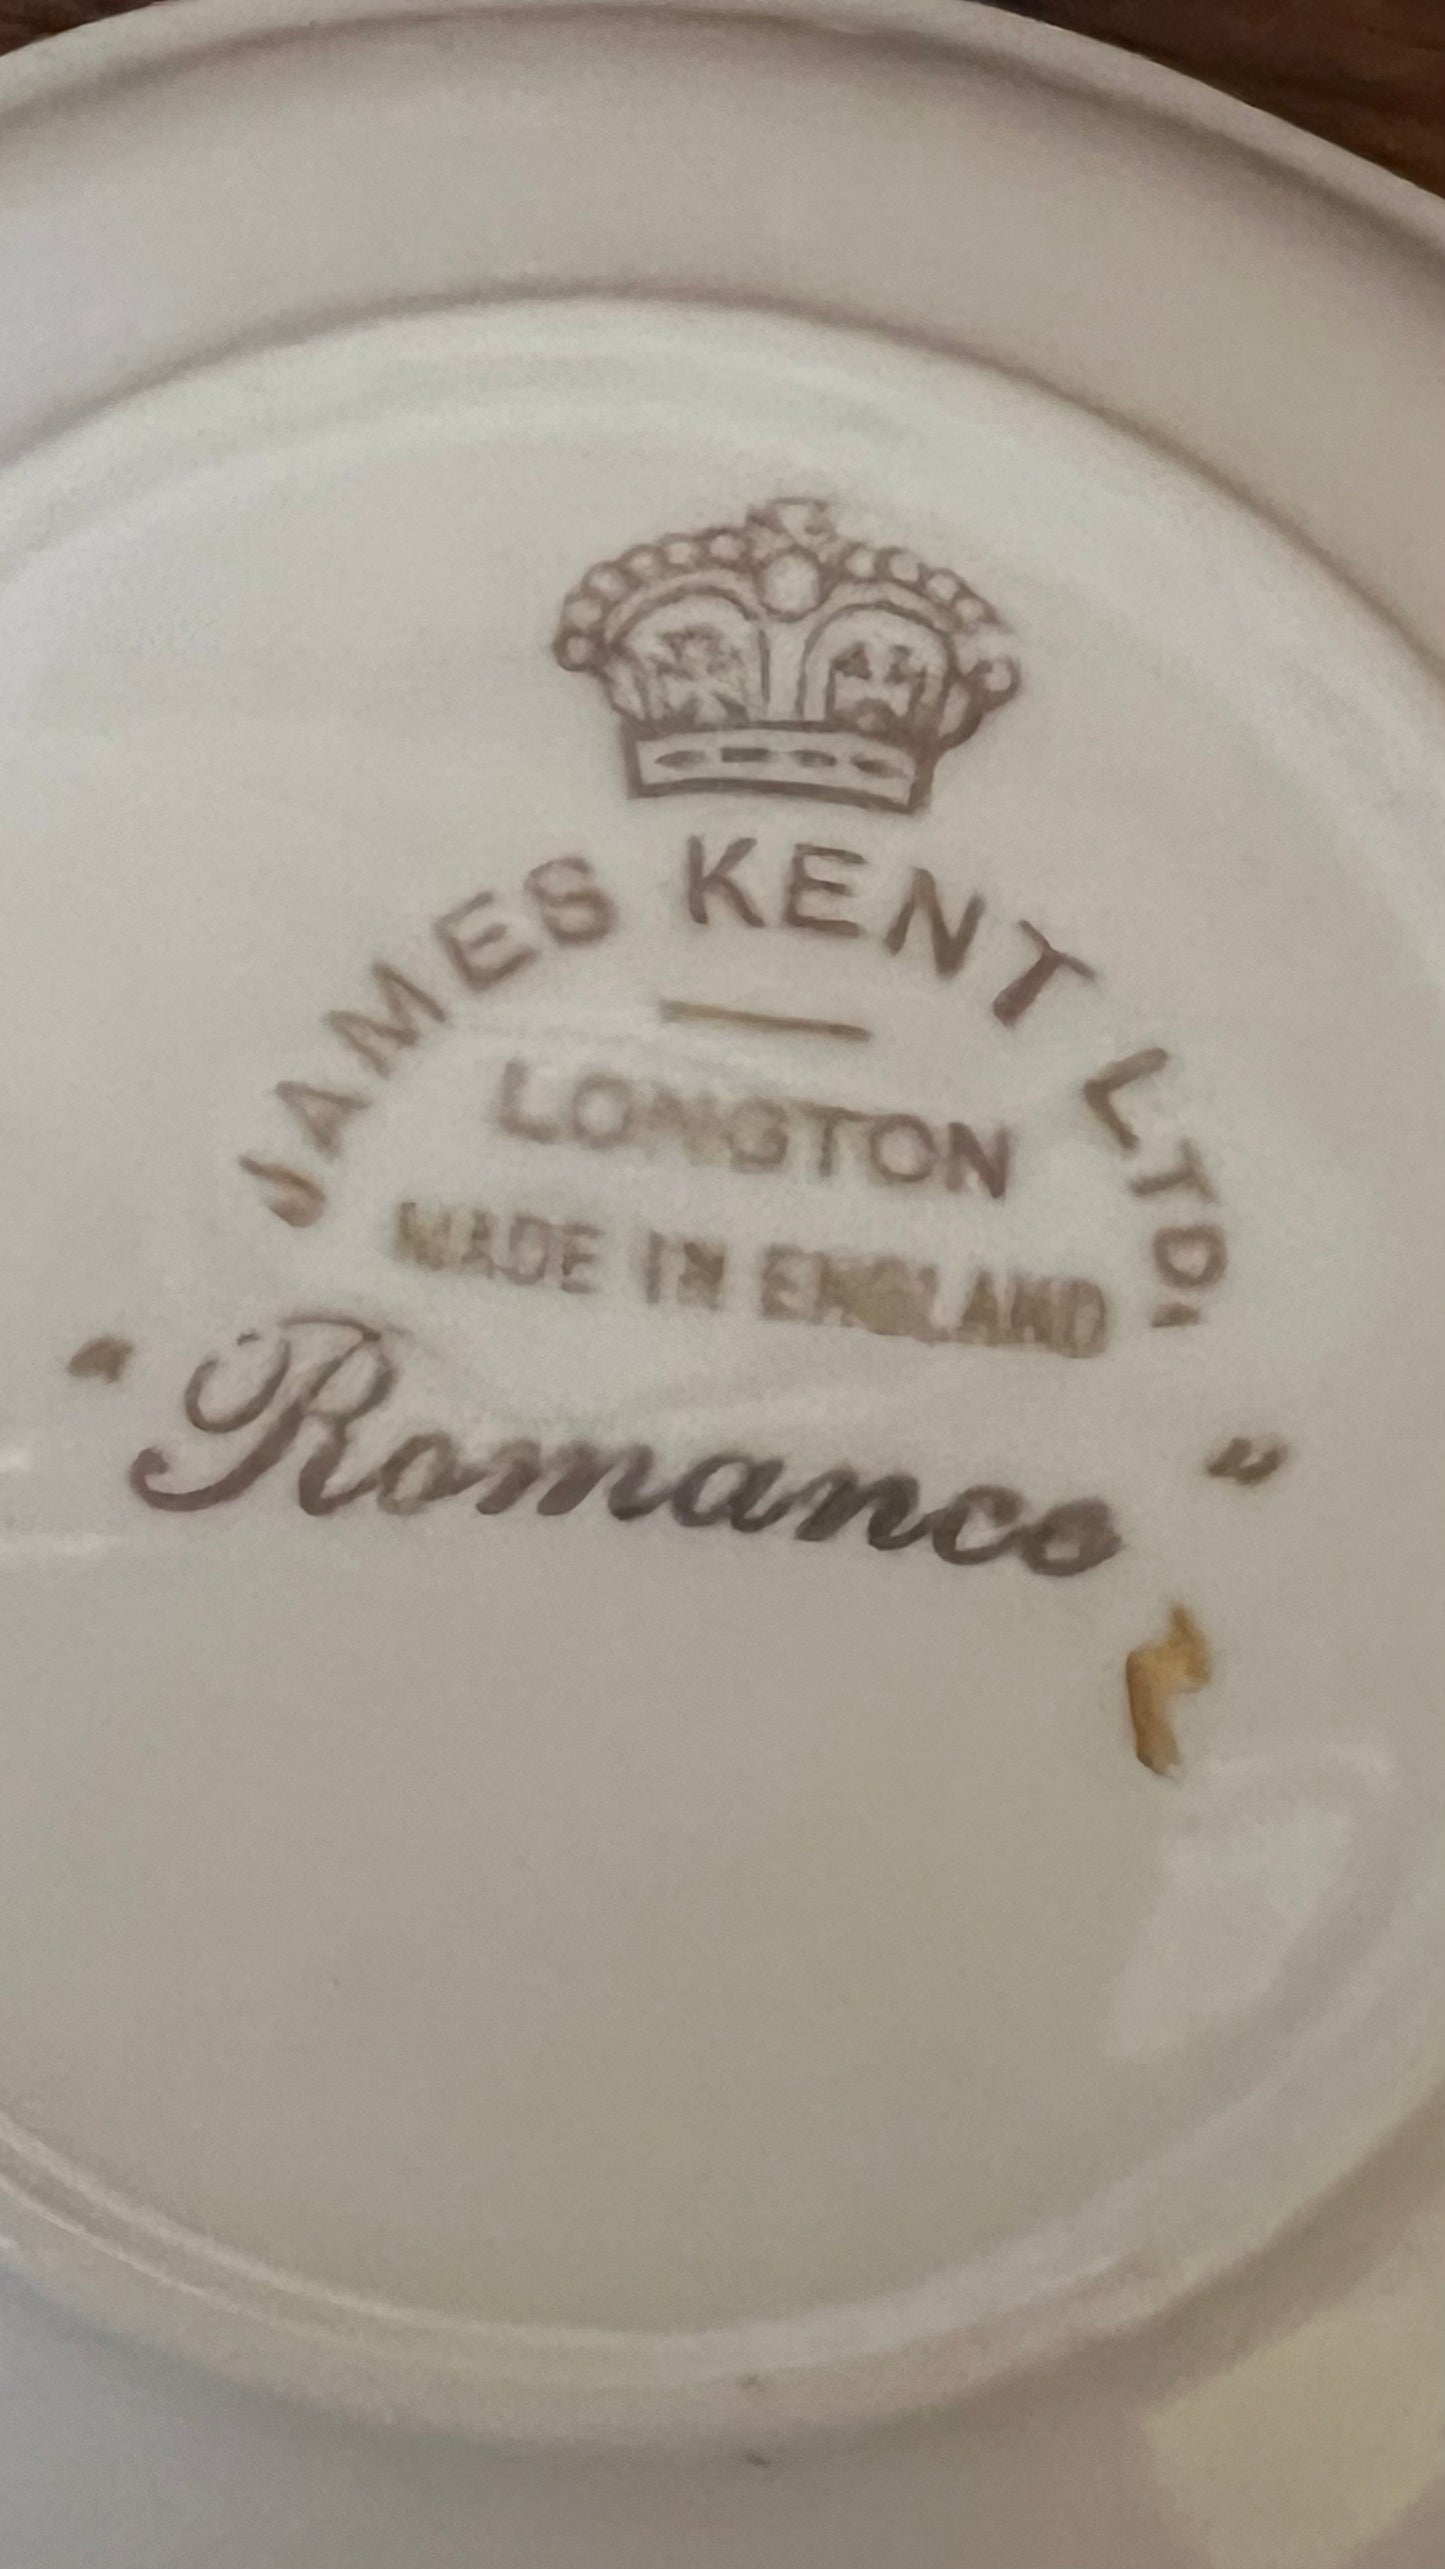 JAMES KENT LTD.
LONGTON
MADE IN ENGLAND
"Romance"